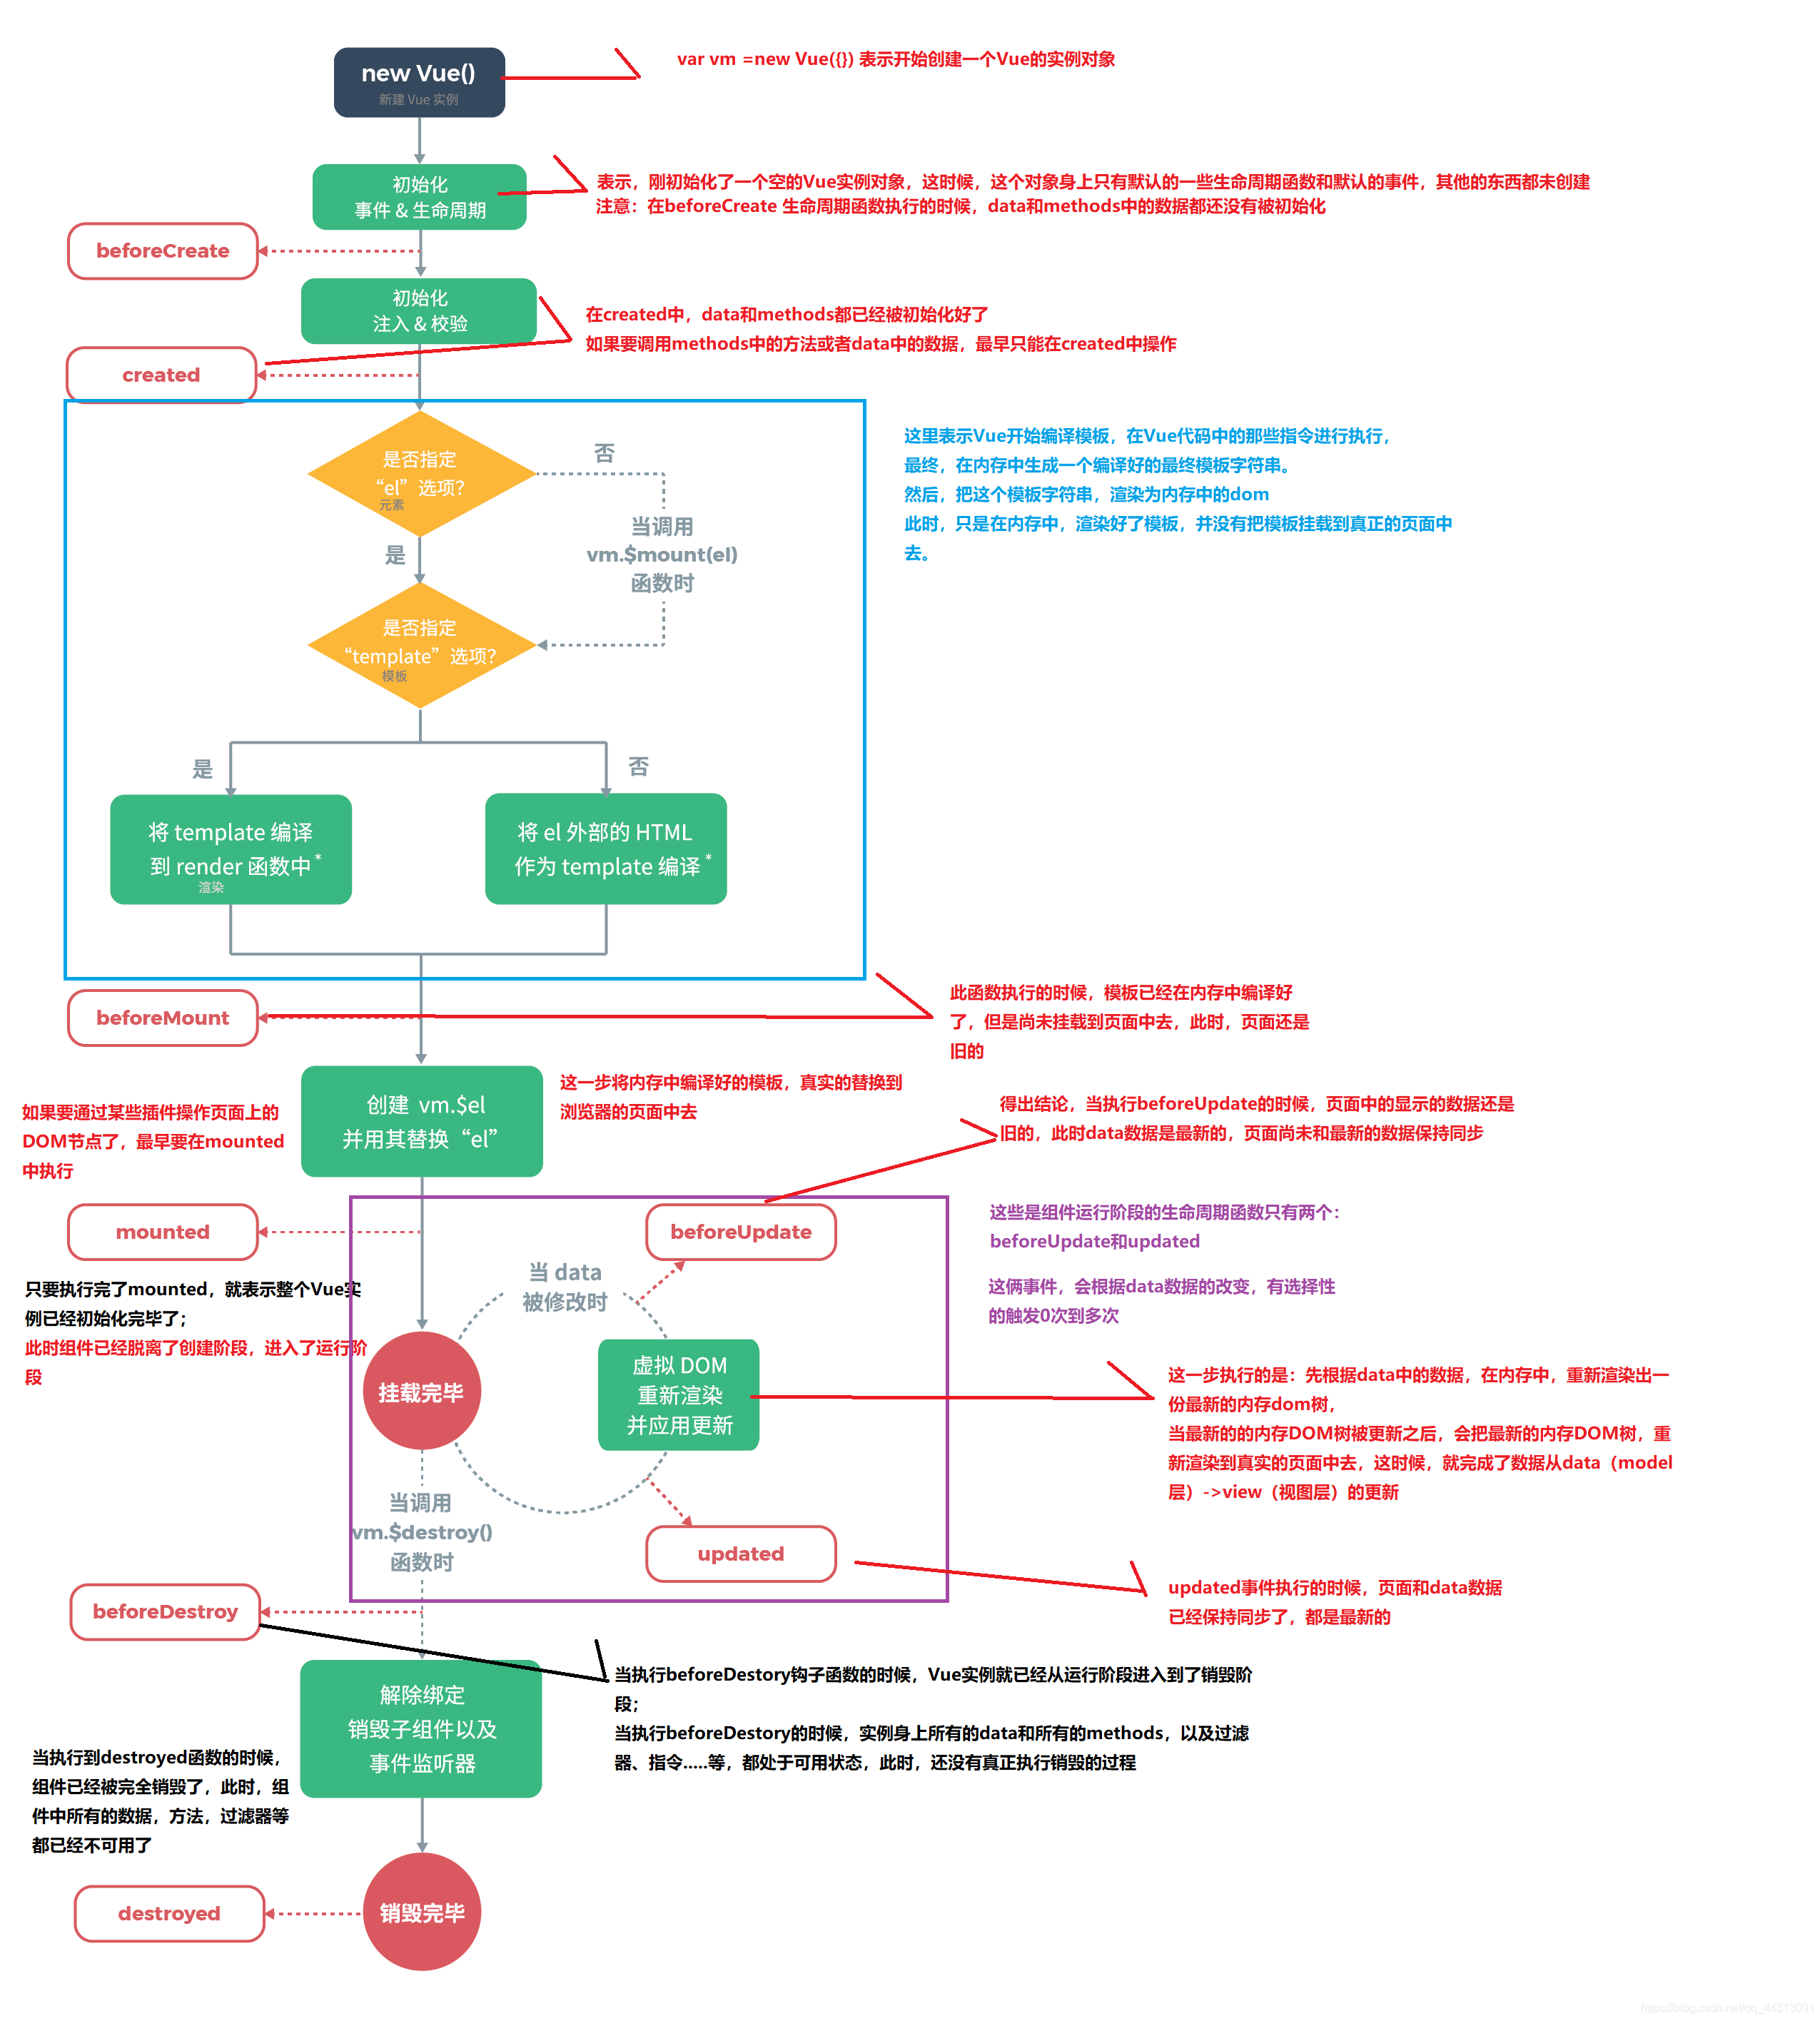 var vm =new Vue({}) 表示开始创建一个Vue的实例对象
new Vue()
新建 Vue 实例
初始化
事件 & 生命周期
表示，刚初始化了一个空的Vue实例对象，这时候，这个对象身上只有默认的一些生命周期函数和默认的事件，其他的东西都未创建
注意：在beforeCreate 生命周期函数执行的时候，data和methods中的数据都还没有被初始化
beforeCreate
初始化
注入 & 校验
在created中，data和methods都已经被初始化好了
如果要调用methods中的方法或者data中的数据，最早只能在created中操作
created
是否指定
“el”选项？
元素
否
是
当调用
vm.$mount(el)
函数时
这里表示Vue开始编译模板，在Vue代码中的那些指令进行执行，
最终，在内存中生成一个编译好的最终模板字符串。
然后，把这个模板字符串，渲染为内存中的dom
此时，只是在内存中，渲染好了模板，并没有把模板挂载到真正的页面中
去。
是否指定
“template”选项？
模板
是
否
将 template 编译
到 render 函数中*
渲染
将 el 外部的 HTML
作为 template 编译*
beforeMount
此函数执行的时候，模板已经在内存中编译好
了，但是尚未挂载到页面中去，此时，页面还是
旧的
创建 vm.$el
并用其替换“el”
这一步将内存中编译好的模板，真实的替换到
浏览器的页面中去
如果要通过某些插件操作页面上的
DOM节点了，最早要在mounted
中执行
得出结论，当执行beforeUpdate的时候，页面中的显示的数据还是
旧的，此时data数据是最新的，页面尚未和最新的数据保持同步
mounted
beforeUpdate
这些是组件运行阶段的生命周期函数只有两个：
beforeUpdate和updated
这俩事件，会根据data数据的改变，有选择性
的触发0次到多次
只要执行完了mounted，就表示整个Vue实
例已经初始化完毕了；
此时组件已经脱离了创建阶段，进入了运行阶
段
当 data
被修改时
挂载完毕
虚拟 DOM
重新渲染
并应用更新
这一步执行的是：先根据data中的数据，在内存中，重新渲染出一
份最新的内存dom树，
当最新的的内存DOM树被更新之后，会把最新的内存DOM树，重
新渲染到真实的页面中去，这时候，就完成了数据从data（model
层）->view（视图层）的更新
当调用
vm.$destroy()
函数时
updated
updated事件执行的时候，页面和data数据
已经保持同步了，都是最新的
beforeDestroy
当执行beforeDestory钩子函数的时候，Vue实例就已经从运行阶段进入到了销毁阶
段；
当执行beforeDestory的时候，实例身上所有的data和所有的methods，以及过滤
器、指令.....等，都处于可用状态，此时，还没有真正执行销毁的过程
解除绑定
销毁子组件以及
事件监听器
当执行到destroyed函数的时候，
组件已经被完全销毁了，此时，组
件中所有的数据，方法，过滤器等
都已经不可用了
销毁完毕
destroyed
https://blog.csdn.net/qq_44313091